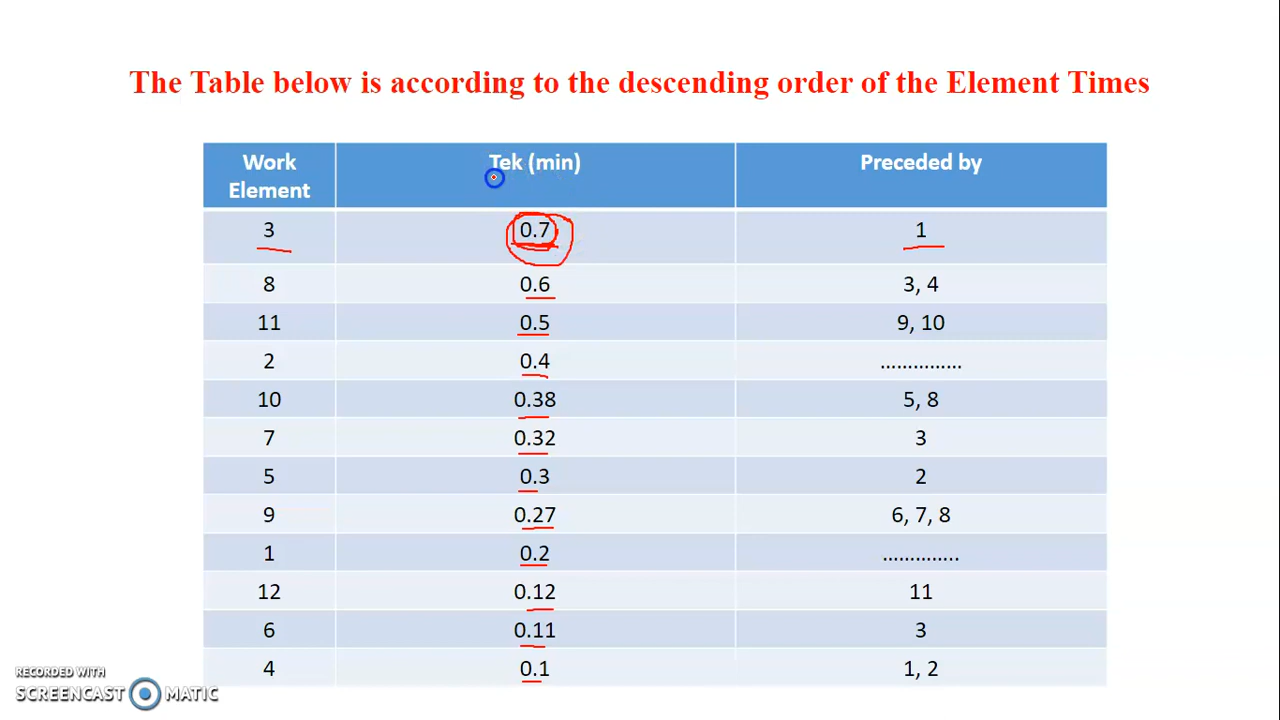 The Table below is according to the descending order of the Element Times
Work Element Tek (min) Preceded by
3 0.7 1
8 0.6 3, 4
11 0.5 9, 10
2 0.4 ...............
10 0.38 5, 8
7 0.32 3
5 0.3 2
9 0.27 6, 7, 8
1 0.2 ..............
12 0.12 11
6 0.11 3
4 0.1 1, 2
RECORDED WITH
SCREENCAST MATIC